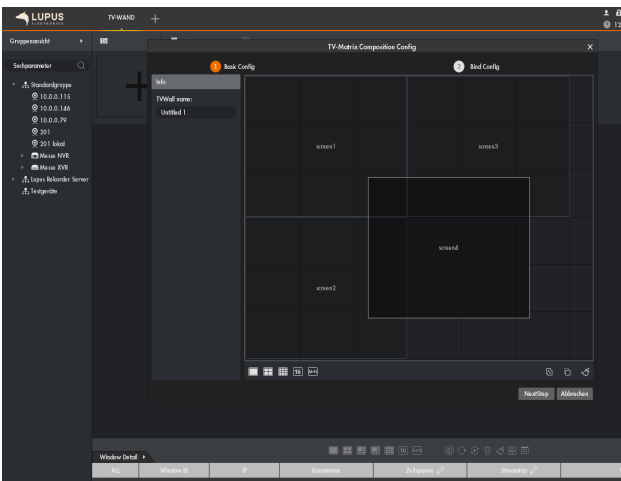 LUPUS
ELECTRONICS
TV-WAND
Gruppenansicht
TV-Matrix Composition Config
1 Basic Config
2 Bind Config
Suchparameter
Info
TVWall name:
Untitled 1
Standardgruppe
10.0.0.115
10.0.0.146
10.0.0.79
201
201 lokal
Messe NVR
Messe XVR
Lupus Rekorder Server
Testgeräte
screen1
screen3
screen4
screen2
16
M×N
NextStep
Abbrechen
Window Detail
16
ALL
Window ID
IP
Kanalname
Zeitspanne
Streamtyp